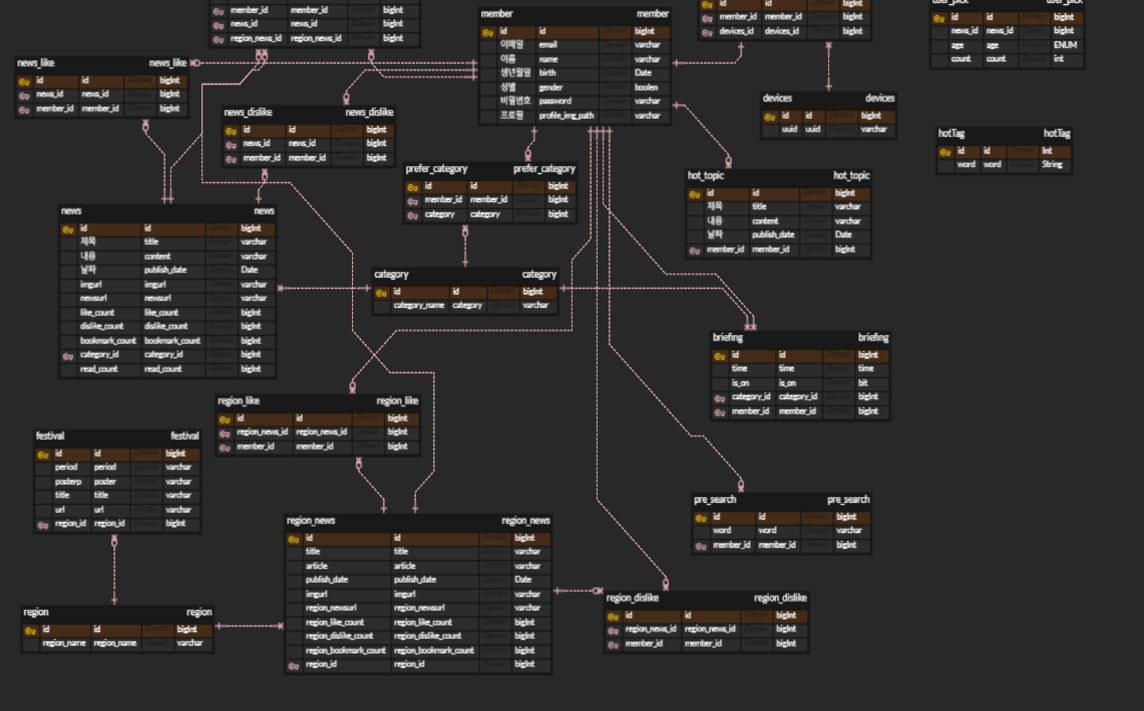 member_id member_id bigInt
news_id news_id bigInt
region_news_id region_news_id bigInt
member member
id id bigInt
이메일 email varchar
이름 name varchar
생년월일 birth Date
성별 gender boolen
비밀번호 password varchar
프로필 profile_img_path varchar
member_id member_id bigInt
devices_id devices_id bigInt
user_pick user_pick
id id bigInt
news_id news_id bigInt
age age ENUM
count count int
news_like news_like
id id bigInt
news_id news_id bigInt
member_id member_id bigInt
news_dislike news_dislike
id id bigInt
news_id news_id bigInt
member_id member_id bigInt
devices devices
id id bigInt
uuid uuid varchar
hotTag hotTag
id id Int
word word String
prefer_category prefer_category
id id bigInt
member_id member_id bigInt
category category bigInt
hot_topic hot_topic
id id bigInt
제목 title varchar
내용 content varchar
날짜 publish_date Date
member_id member_id bigInt
news news
id id bigInt
제목 title varchar
내용 content varchar
날짜 publish_date Date
imgurl imgurl varchar
newsurl newsurl varchar
like_count like_count bigInt
dislike_count dislike_count bigInt
bookmark_count bookmark_count bigInt
category_id category_id bigInt
read_count read_count bigInt
category category
id id bigInt
category_name category varchar
briefing briefing
id id bigInt
time time time
is_on is_on bit
category_id category_id bigInt
member_id member_id bigInt
region_like region_like
id id bigInt
region_news_id region_news_id bigInt
member_id member_id bigInt
festival festival
id id bigInt
period period varchar
posterp poster varchar
title title varchar
url url varchar
region_id region_id bigInt
pre_search pre_search
id id bigInt
word word varchar
member_id member_id bigInt
region_news region_news
id id bigInt
title title varchar
article article varchar
publish_date publish_date Date
imgurl imgurl varchar
region_newsurl region_newsurl varchar
region_like_count region_like_count bigInt
region_dislike_count region_dislike_count bigInt
region_bookmark_count region_bookmark_count bigInt
region_id region_id bigInt
region region
id id bigInt
region_name region_name varchar
region_dislike region_dislike
id id bigInt
region_news_id region_news_id bigInt
member_id member_id bigInt